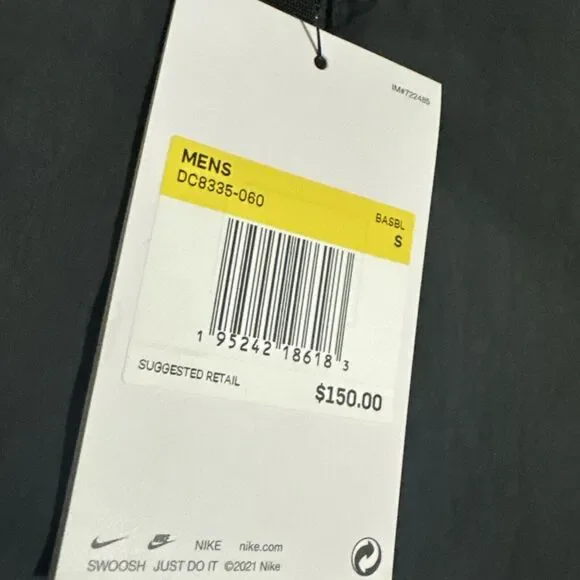 IM#722485
MENS
DC8335-060
BASBL
S
1 95242 18618 3
SUGGESTED RETAIL
$150.00
NIKE nike.com
SWOOSH JUST DO IT ©2021 Nike